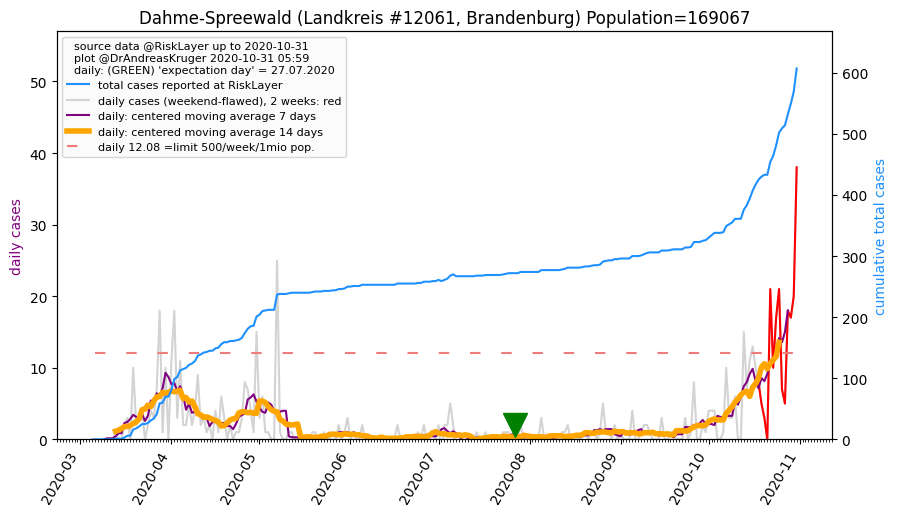 Dahme-Spreewald (Landkreis #12061, Brandenburg) Population=169067
source data @RiskLayer up to 2020-10-31
plot @DrAndreasKruger 2020-10-31 05:59
daily: (GREEN) 'expectation day' = 27.07.2020
total cases reported at RiskLayer
daily cases (weekend-flawed), 2 weeks: red
daily: centered moving average 7 days
daily: centered moving average 14 days
daily 12.08 =limit 500/week/1mio pop.
daily cases
50
40
30
20
10
0
cumulative total cases
600
500
400
300
200
100
0
2020-03
2020-04
2020-05
2020-06
2020-07
2020-08
2020-09
2020-10
2020-11